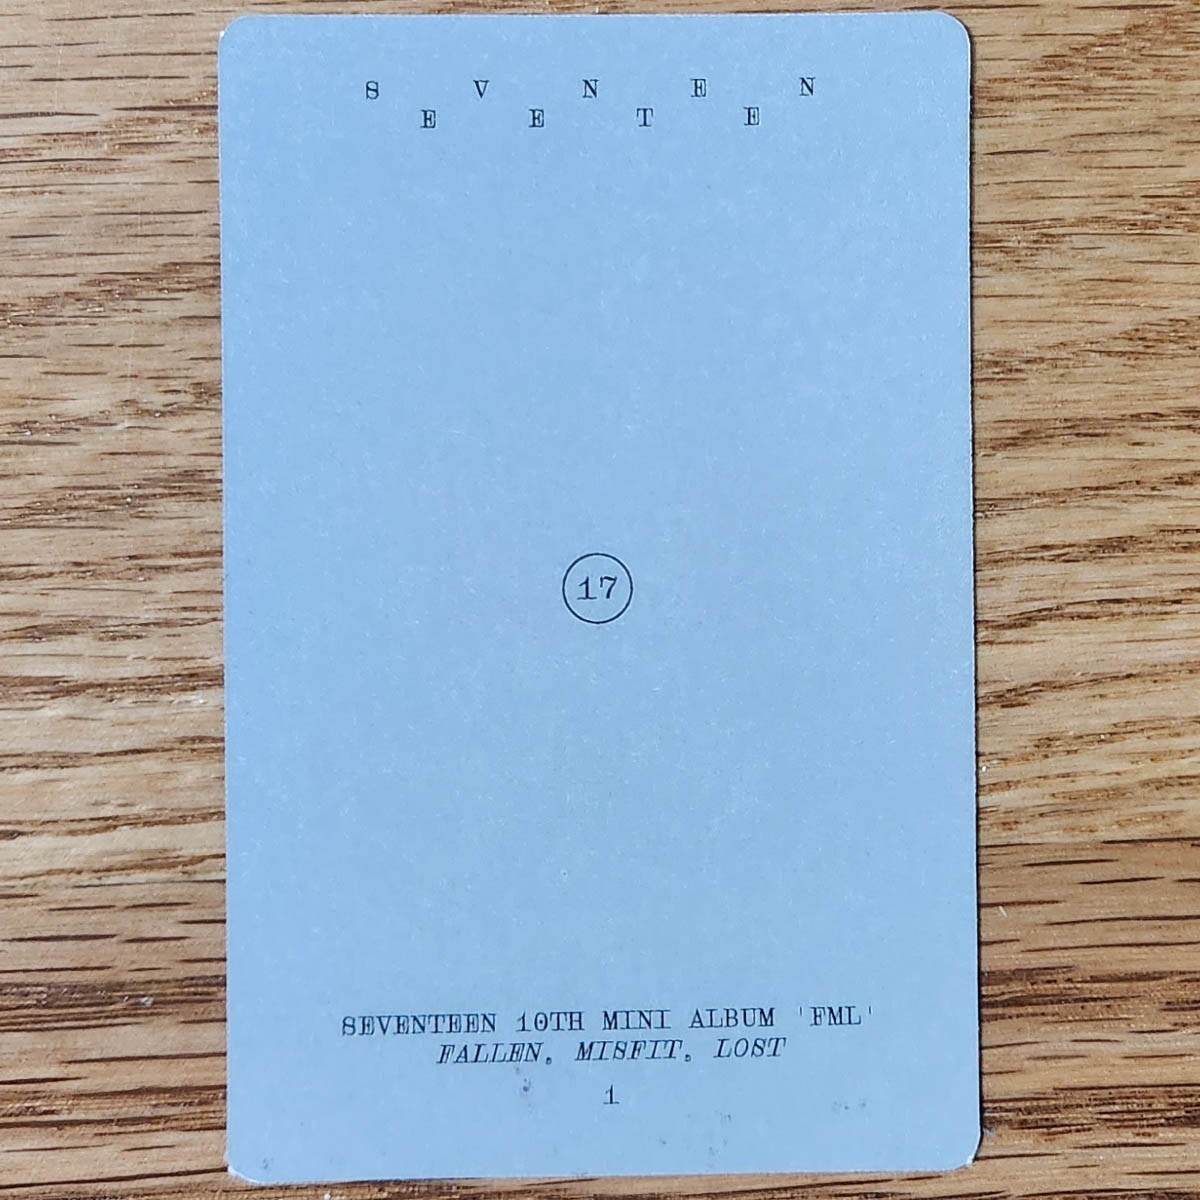 S V N E N
E E T E
17
SEVENTEEN 10TH MINI ALBUM 'FML'
FALLEN, MISFIT, LOST
1